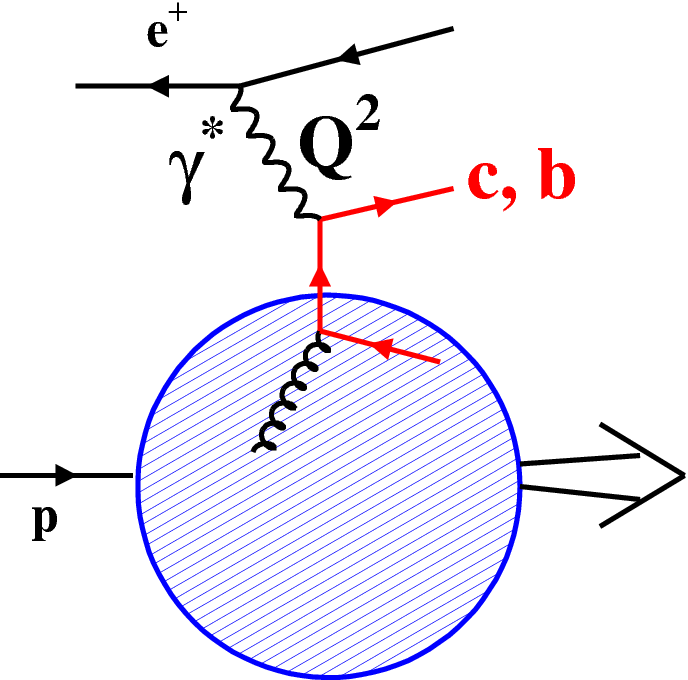 e⁺
γ* Q²
c, b
p